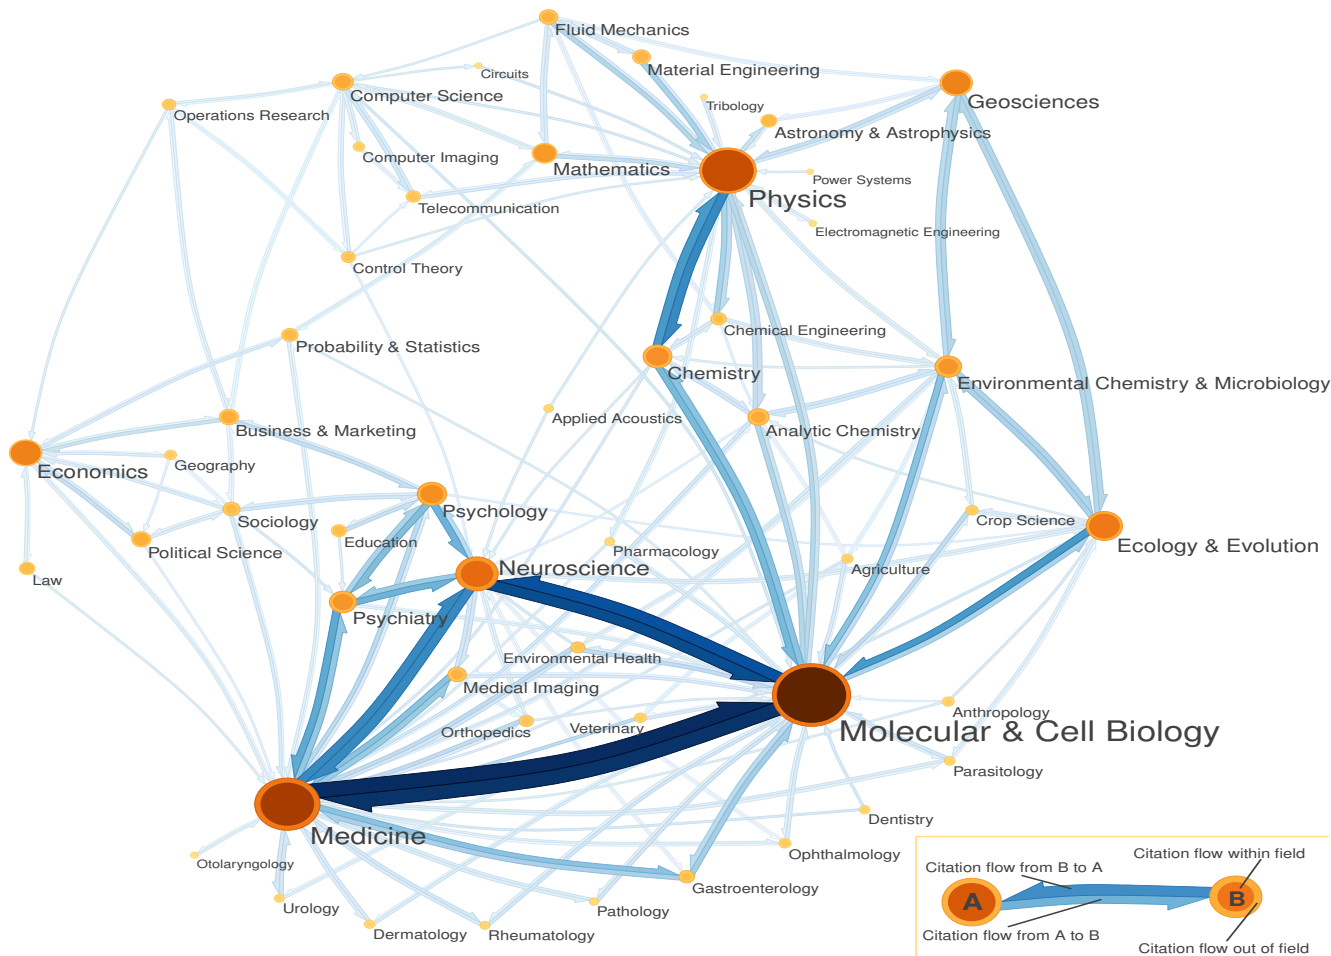 Fluid Mechanics
Material Engineering
Circuits
Computer Science
Geosciences
Operations Research
Tribology
Astronomy & Astrophysics
Computer Imaging
Mathematics
Physics
Power Systems
Telecommunication
Electromagnetic Engineering
Control Theory
Chemical Engineering
Probability & Statistics
Chemistry
Environmental Chemistry & Microbiology
Applied Acoustics
Analytic Chemistry
Business & Marketing
Economics
Geography
Psychology
Sociology
Crop Science
Education
Political Science
Pharmacology
Ecology & Evolution
Neuroscience
Agriculture
Law
Psychiatry
Environmental Health
Medical Imaging
Orthopedics
Veterinary
Anthropology
Molecular & Cell Biology
Parasitology
Medicine
Dentistry
Otolaryngology
Ophthalmology
Gastroenterology
Urology
Pathology
Dermatology
Rheumatology
Citation flow from B to A
Citation flow within field
A
B
Citation flow from A to B
Citation flow out of field